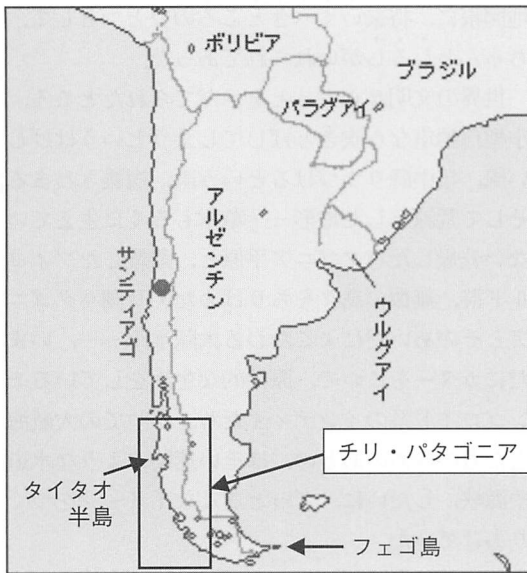 ボリビア
ブラジル
パラグアイ
アルゼンチン
サンティアゴ
ウルグアイ
チリ・パタゴニア
タイタオ
半島
フェゴ島